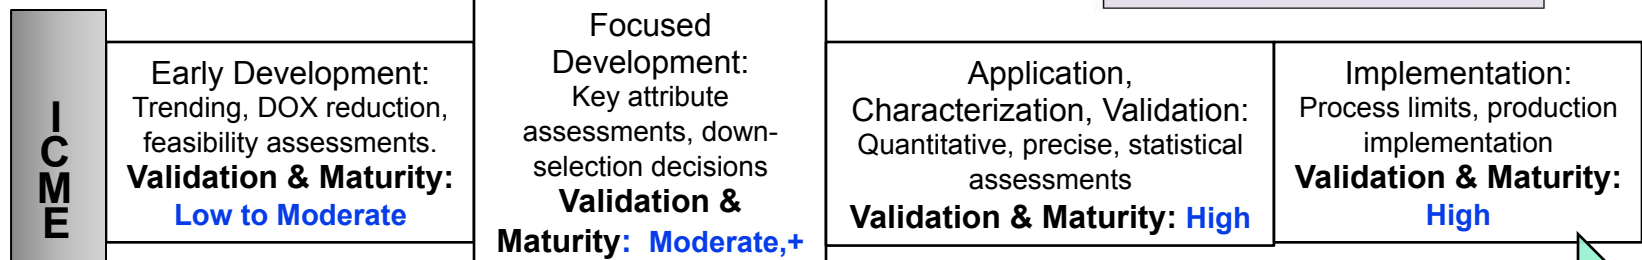 ICME
Early Development:
Trending, DOX reduction,
feasibility assessments.
Validation & Maturity:
Low to Moderate
Focused
Development:
Key attribute
assessments, down-
selection decisions
Validation &
Maturity:  Moderate,+
Application,
Characterization, Validation:
Quantitative, precise, statistical
assessments
Validation & Maturity: High
Implementation:
Process limits, production
implementation
Validation & Maturity:
High